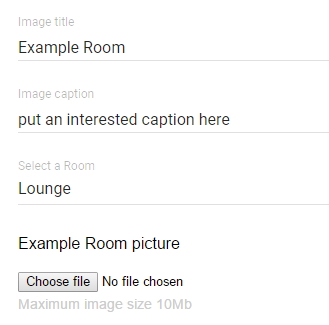 Image title
Example Room
Image caption
put an interested caption here
Select a Room
Lounge
Example Room picture
Choose file No file chosen
Maximum image size 10Mb